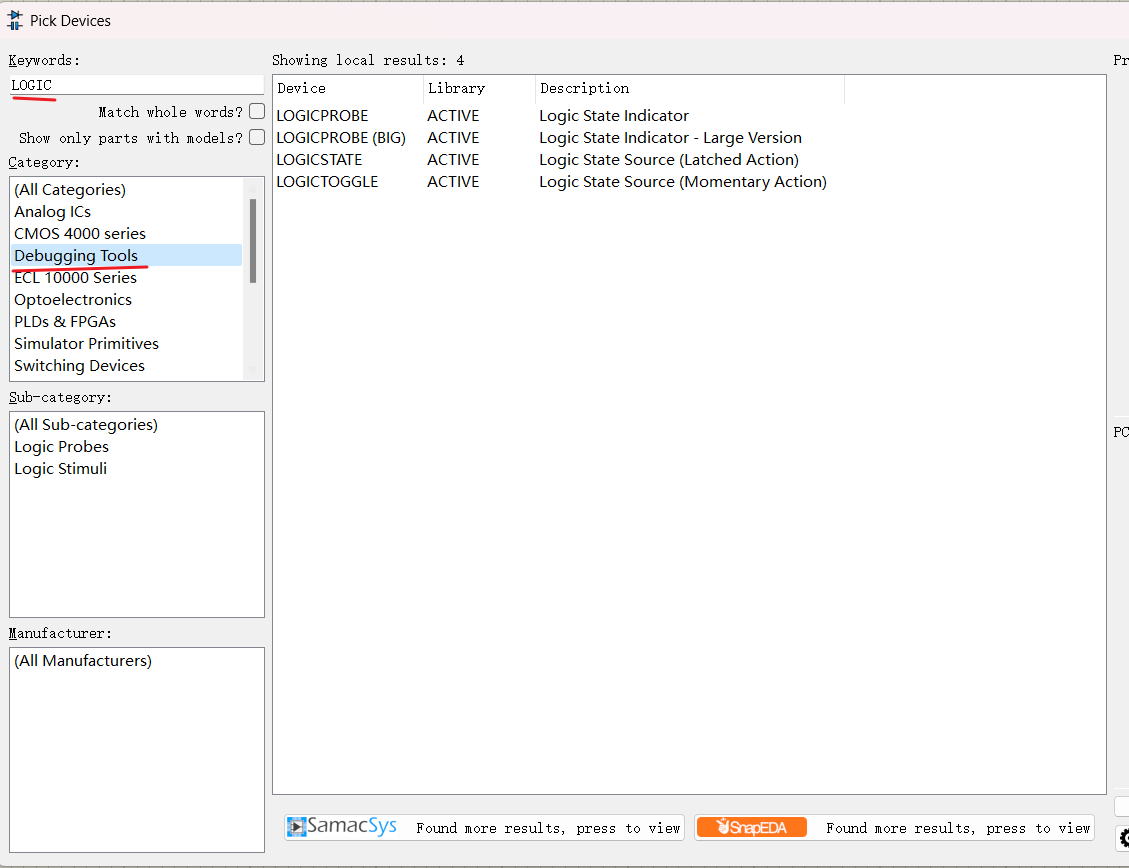 Pick Devices
Keywords:
LOGIC
Match whole words?
Show only parts with models?
Category:
(All Categories)
Analog ICs
CMOS 4000 series
Debugging Tools
ECL 10000 Series
Optoelectronics
PLDs & FPGAs
Simulator Primitives
Switching Devices
Sub-category:
(All Sub-categories)
Logic Probes
Logic Stimuli
Manufacturer:
(All Manufacturers)
Showing local results: 4
Device Library Description
LOGICPROBE ACTIVE Logic State Indicator
LOGICPROBE (BIG) ACTIVE Logic State Indicator - Large Version
LOGICSTATE ACTIVE Logic State Source (Latched Action)
LOGICTOGGLE ACTIVE Logic State Source (Momentary Action)
SamacSys Found more results, press to view
SnapEDA Found more results, press to view
Pr
PC